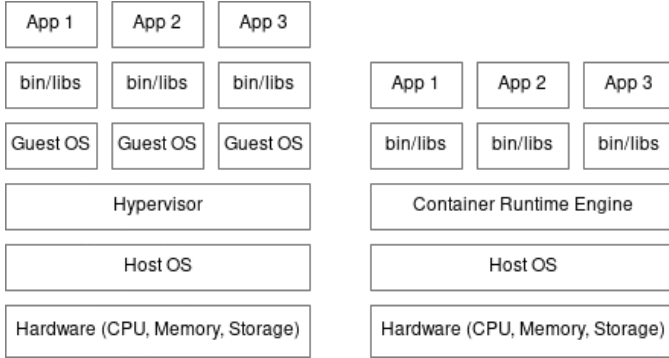 App 1
App 2
App 3
bin/libs
bin/libs
bin/libs
Guest OS
Guest OS
Guest OS
Hypervisor
Host OS
Hardware (CPU, Memory, Storage)
App 1
App 2
App 3
bin/libs
bin/libs
bin/libs
Container Runtime Engine
Host OS
Hardware (CPU, Memory, Storage)